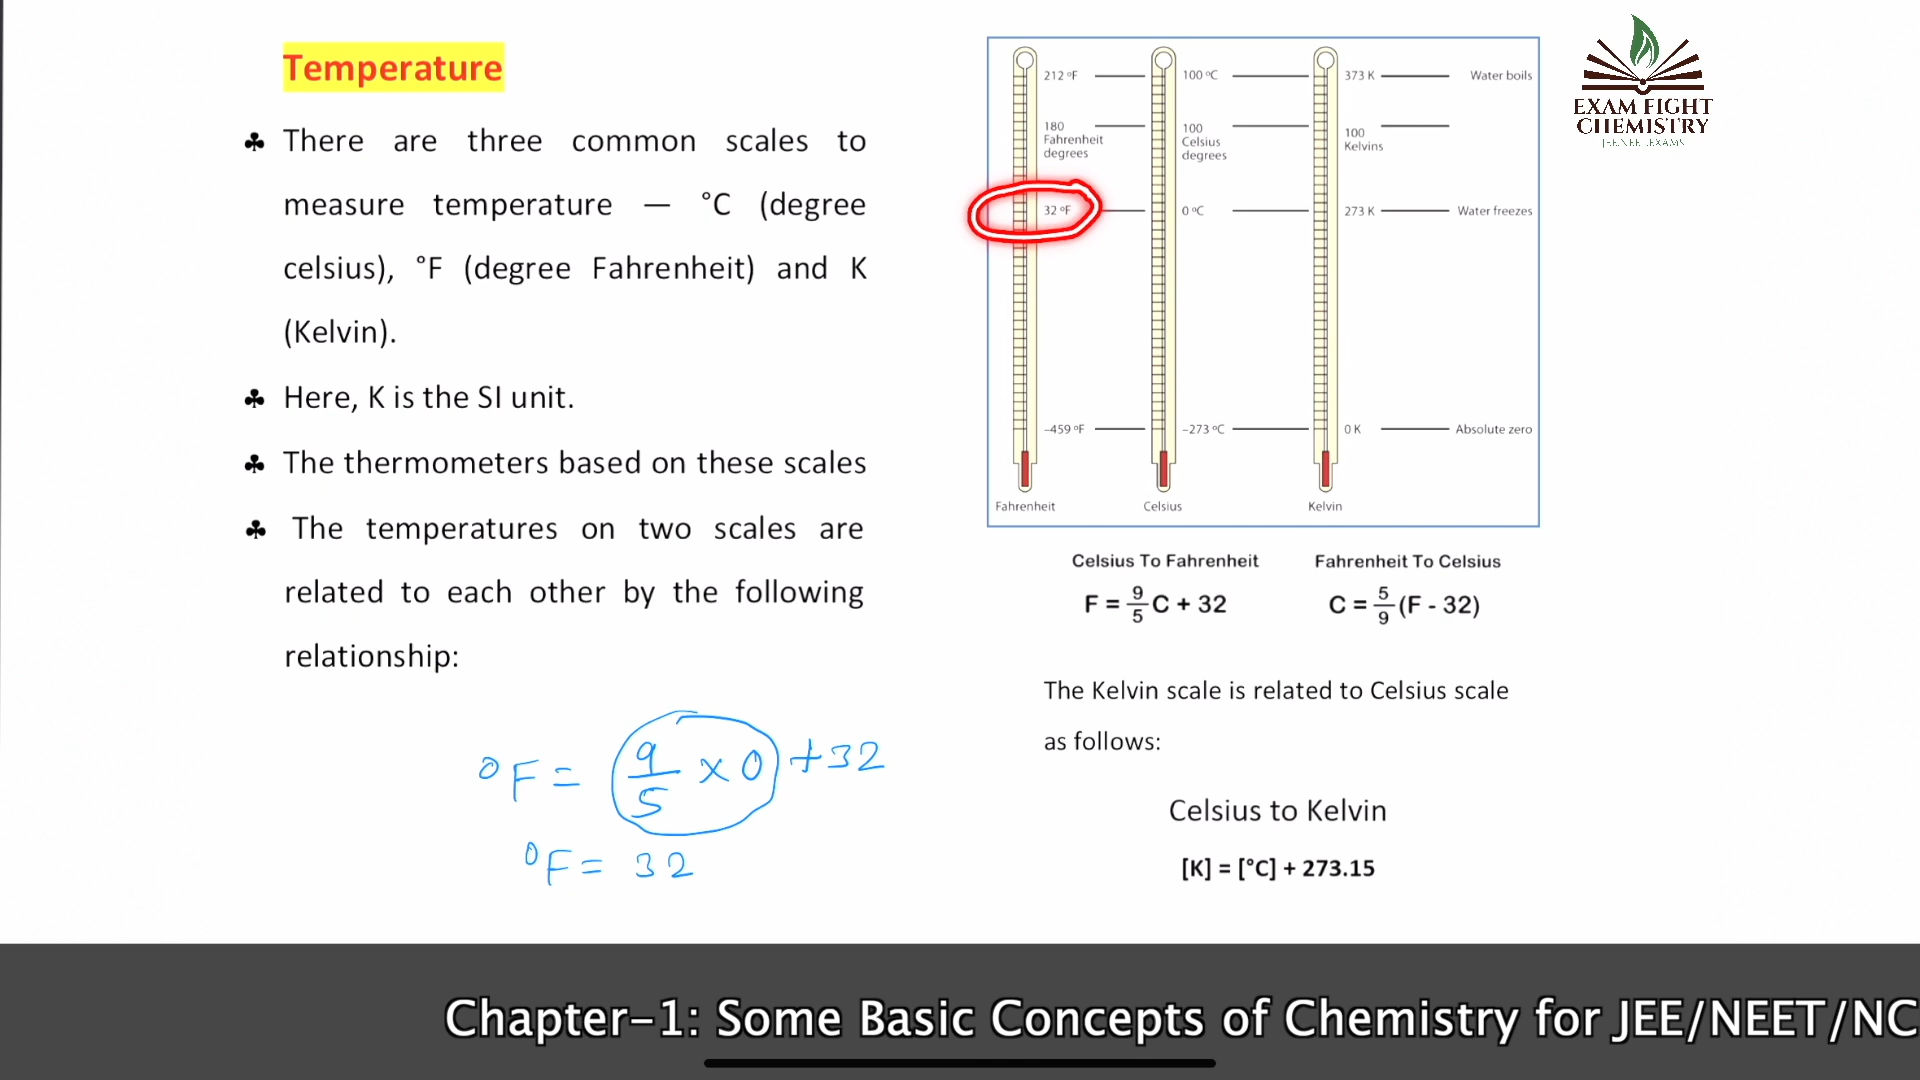 Temperature
♣ There are three common scales to
measure temperature — °C (degree
celsius), °F (degree Fahrenheit) and K
(Kelvin).
♣ Here, K is the SI unit.
♣ The thermometers based on these scales
♣ The temperatures on two scales are
related to each other by the following
relationship:
°F = 9/5 × 0 + 32
°F = 32
212 °F 100 °C 373 K Water boils
180 Fahrenheit degrees
100 Celsius degrees
100 Kelvins
32 °F 0 °C 273 K Water freezes
-459 °F -273 °C 0 K Absolute zero
Fahrenheit Celsius Kelvin
Celsius To Fahrenheit
F = 9/5 C + 32
Fahrenheit To Celsius
C = 5/9 (F - 32)
The Kelvin scale is related to Celsius scale
as follows:
Celsius to Kelvin
[K] = [°C] + 273.15
EXAM FIGHT
CHEMISTRY
Chapter-1: Some Basic Concepts of Chemistry for JEE/NEET/NC